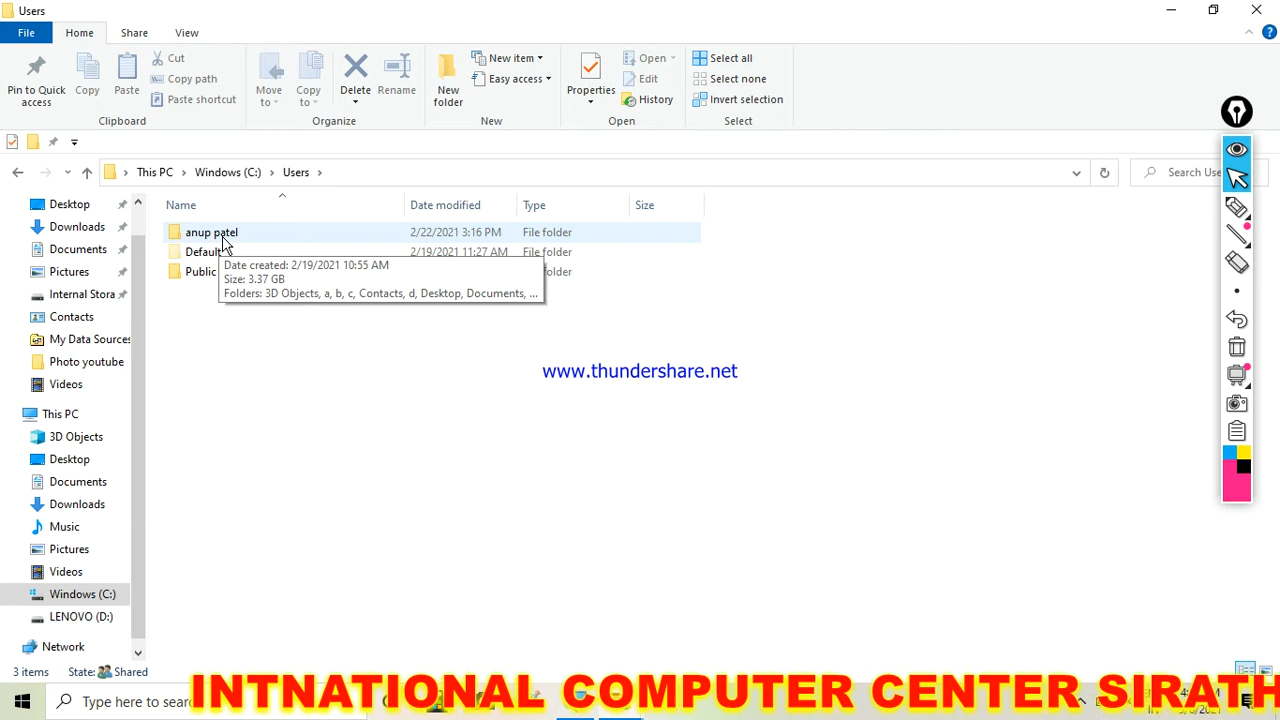 Users
File Home Share View
Pin to Quick access
Copy
Paste
Cut
Copy path
Paste shortcut
Clipboard
Move to
Copy to
Delete
Rename
Organize
New folder
New item
Easy access
New
Properties
Open
Edit
History
Open
Select all
Select none
Invert selection
Select
This PC > Windows (C:) > Users >
Search Use
Name Date modified Type Size
anup patel 2/22/2021 3:16 PM File folder
Default 2/19/2021 11:27 AM File folder
Public
Date created: 2/19/2021 10:55 AM
Size: 3.37 GB
Folders: 3D Objects, a, b, c, Contacts, d, Desktop, Documents, ...
www.thundershare.net
Desktop
Downloads
Documents
Pictures
Internal Stora
Contacts
My Data Sources
Photo youtube
Videos
This PC
3D Objects
Desktop
Documents
Downloads
Music
Pictures
Videos
Windows (C:)
LENOVO (D:)
Network
3 items State: Shared
Type here to
INTNATIONAL COMPUTER CENTER SIRATH